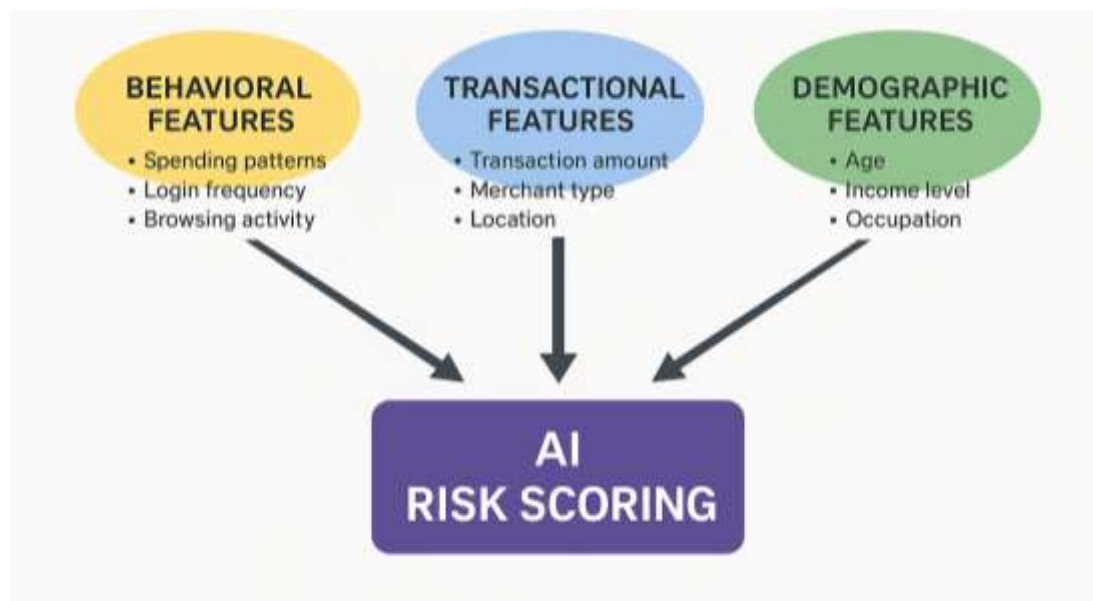 BEHAVIORAL
FEATURES
• Spending patterns
• Login frequency
• Browsing activity
TRANSACTIONAL
FEATURES
• Transaction amount
• Merchant type
• Location
DEMOGRAPHIC
FEATURES
• Age
• Income level
• Occupation
AI
RISK SCORING